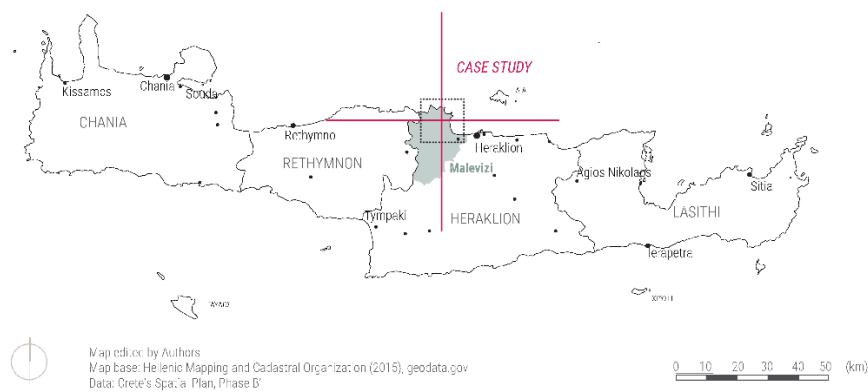 CASE STUDY
Kissamos
Chania
Souda
CHANIA
Rethymno
Heraklion
RETHYMNON
Malevizi
Agios Nikolaos
Sitia
Tympaki
HERAKLION
LASITHI
Ierapetra
Map edited by Authors
Map base: Hellenic Mapping and Cadastral Organization (2015), geodata.gov
Data: Crete's Spatial Plan, Phase B'
0 10 20 30 40 50 (km)